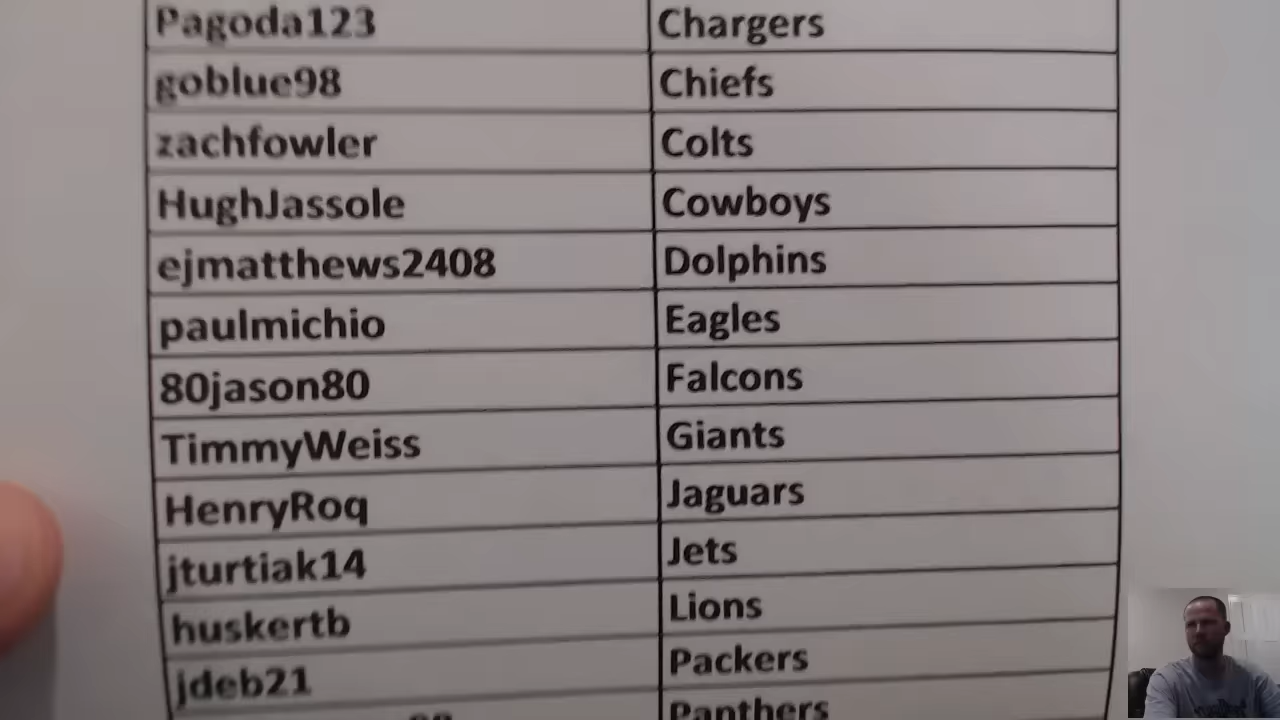 Pagoda123 Chargers
goblue98 Chiefs
zachfowler Colts
HughJassole Cowboys
ejmatthews2408 Dolphins
paulmichio Eagles
80jason80 Falcons
TimmyWeiss Giants
HenryRoq Jaguars
jturtiak14 Jets
huskertb Lions
jdeb21 Packers
Panthers